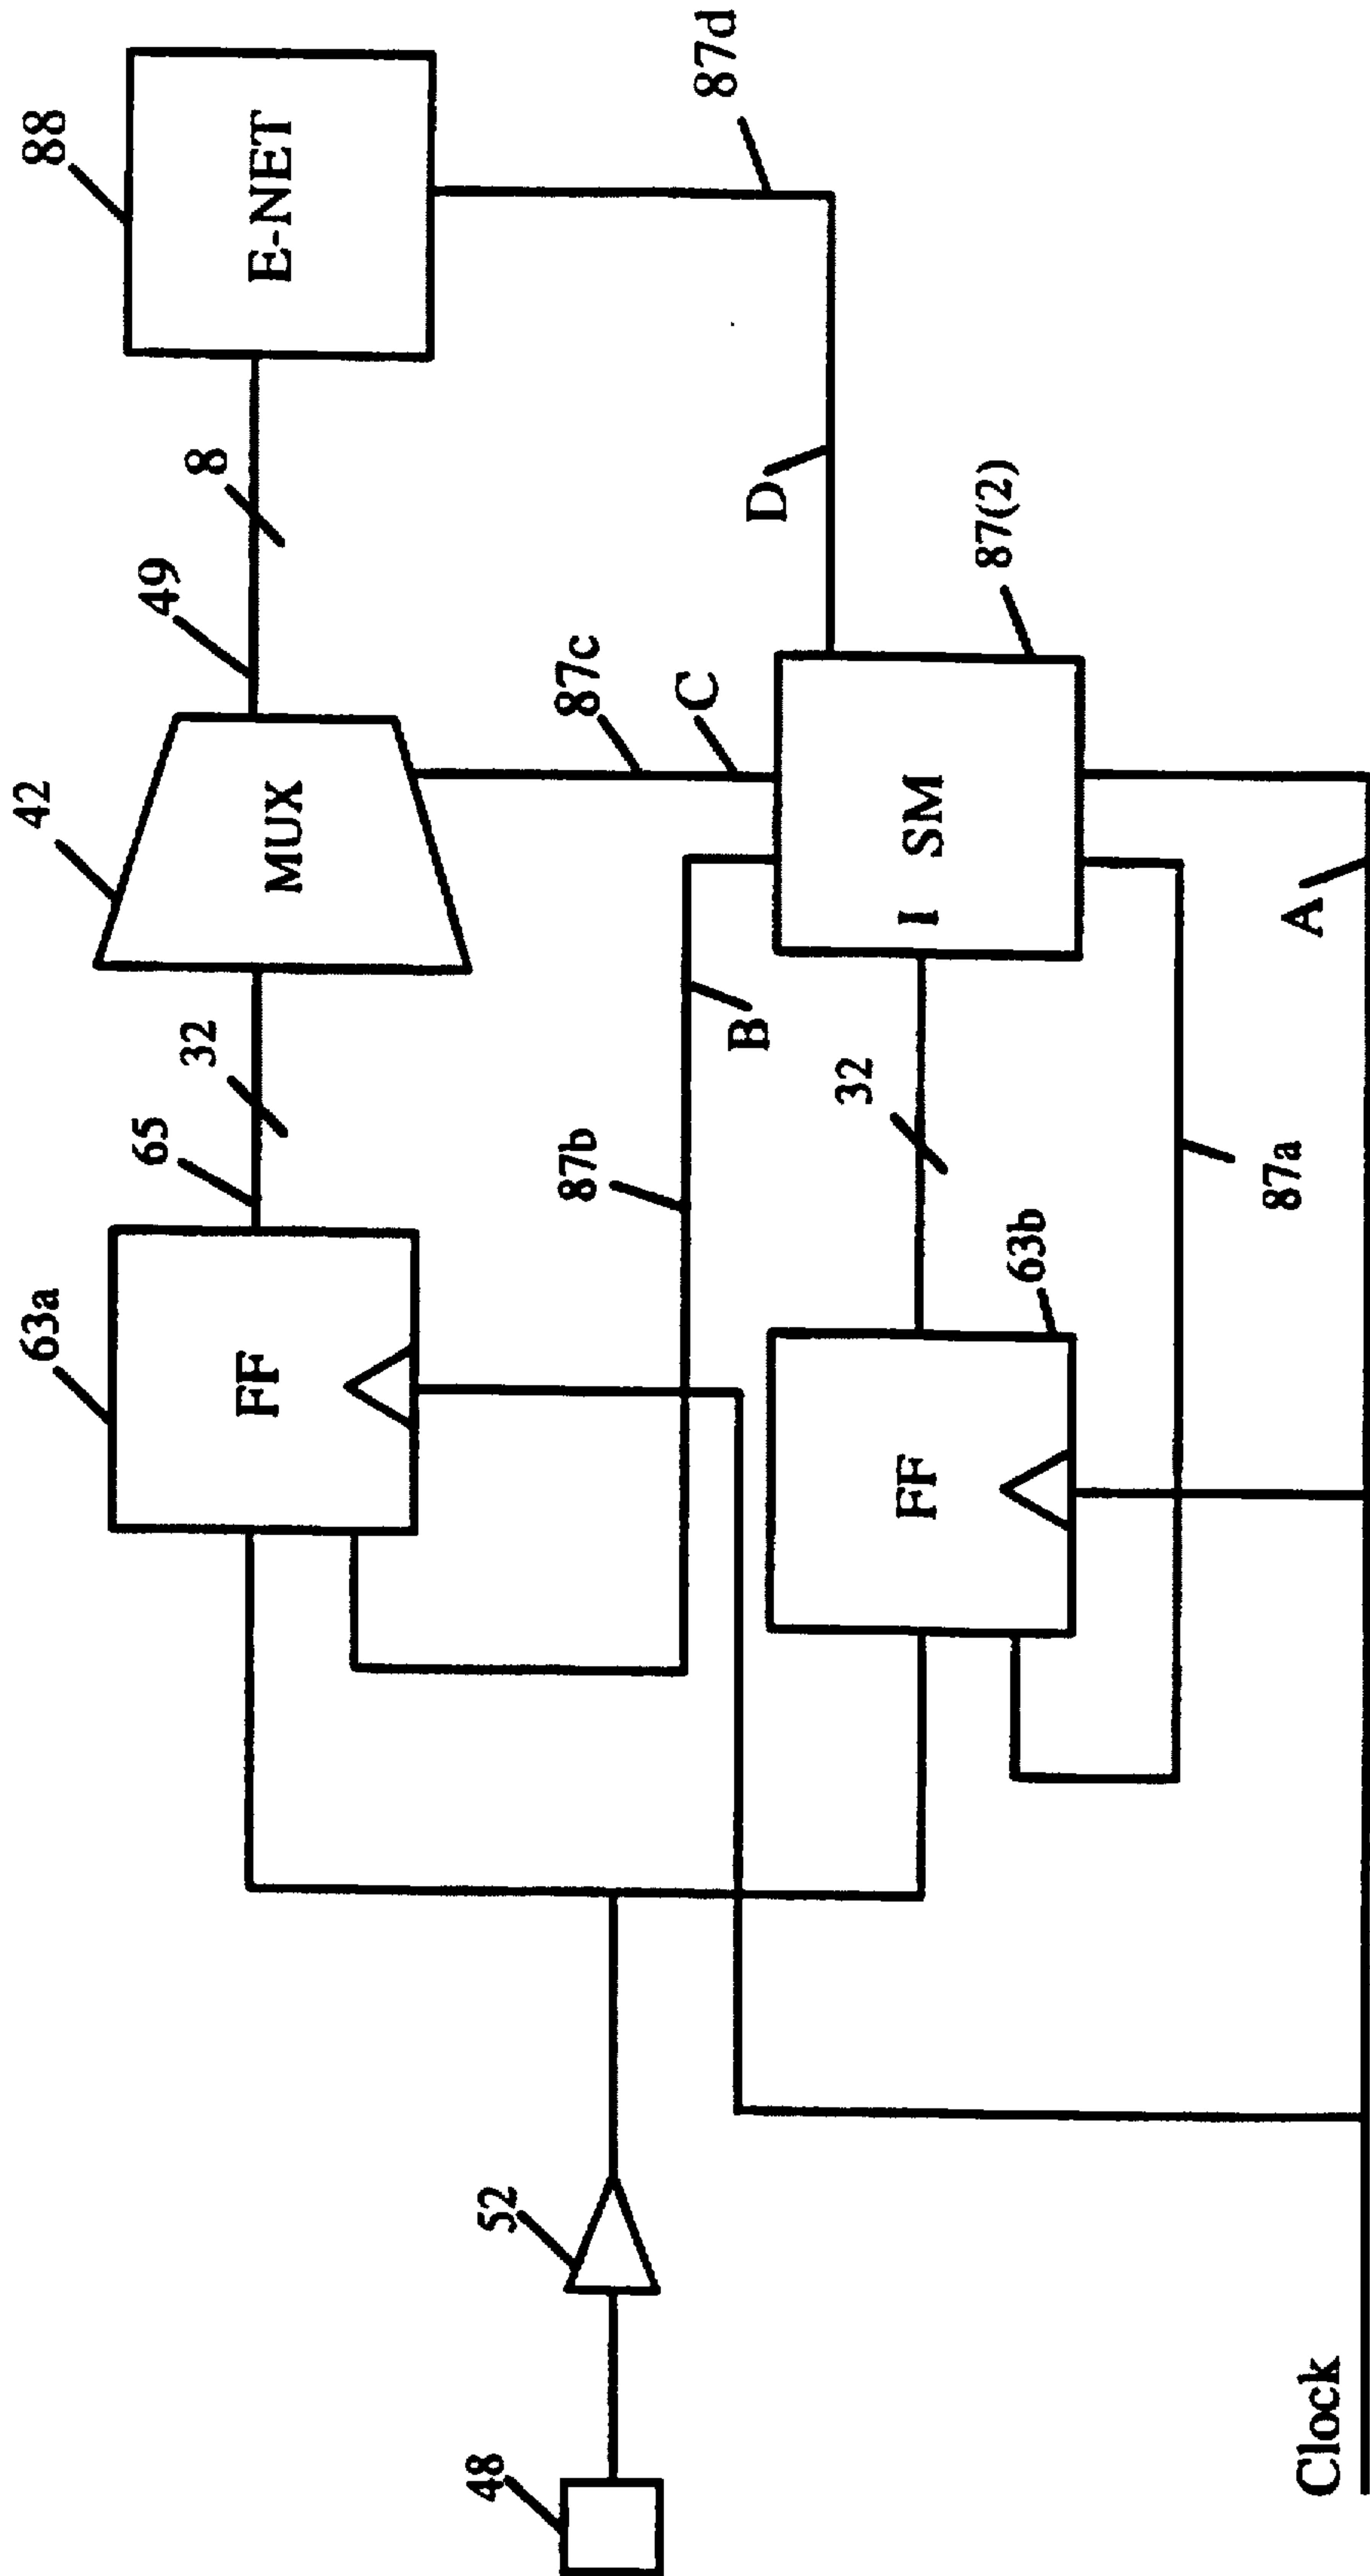 88
E-NET
87d
8
49
42
MUX
87c
C
D
87(2)
SM
I
32
65
B
32
A
63a
FF
87b
63b
FF
87a
52
48
Clock